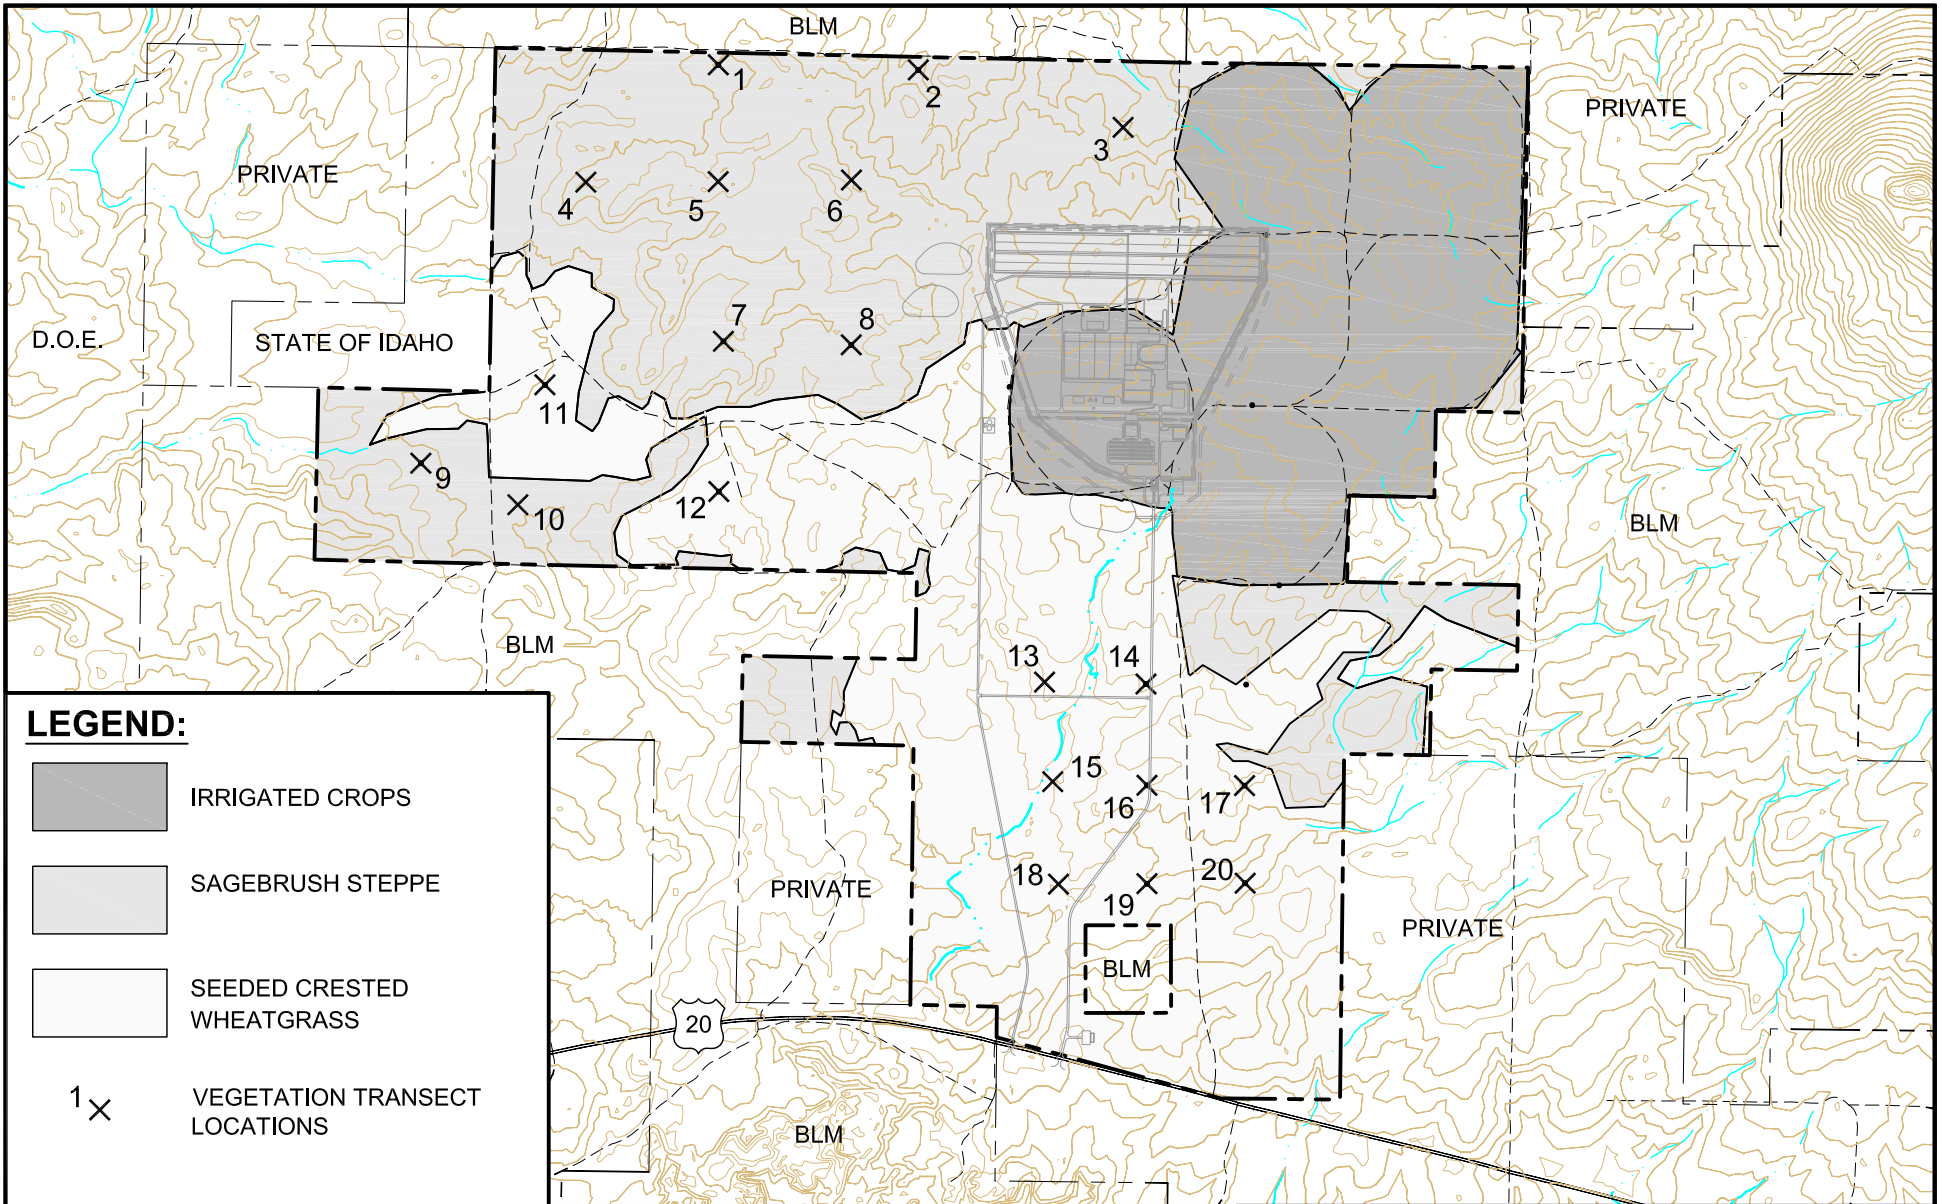 BLM
1
2
PRIVATE
3
PRIVATE
4
5
6
7
8
D.O.E.
STATE OF IDAHO
11
9
10
12
BLM
BLM
13
14
LEGEND:
IRRIGATED CROPS
SAGEBRUSH STEPPE
SEEDED CRESTED
WHEATGRASS
1
VEGETATION TRANSECT
LOCATIONS
15
16
17
18
19
20
PRIVATE
PRIVATE
BLM
20
BLM